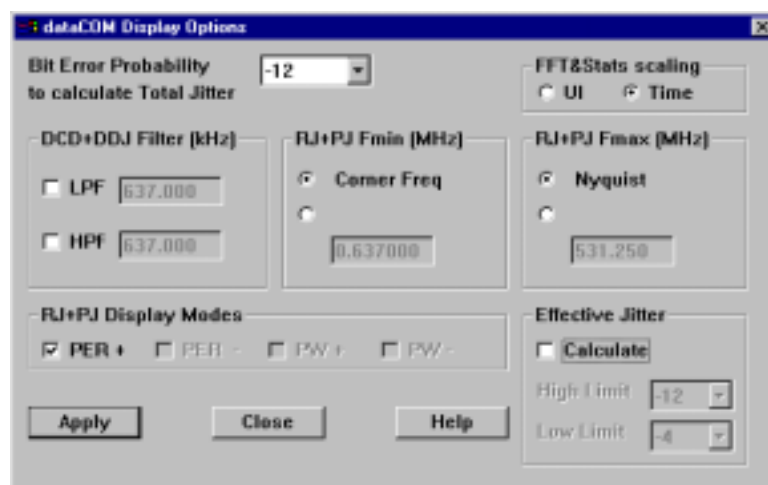 dataCOM Display Options
Bit Error Probability
to calculate Total Jitter
-12
FFT&Stats scaling
UI
Time
DCD+DDJ Filter (kHz)
LPF 637.000
HPF 637.000
RJ+PJ Fmin (MHz)
Corner Freq
0.637000
RJ+PJ Fmax (MHz)
Nyquist
531.250
RJ+PJ Display Modes
PER + PER - PW + PW -
Effective Jitter
Calculate
High Limit -12
Low Limit -4
Apply Close Help